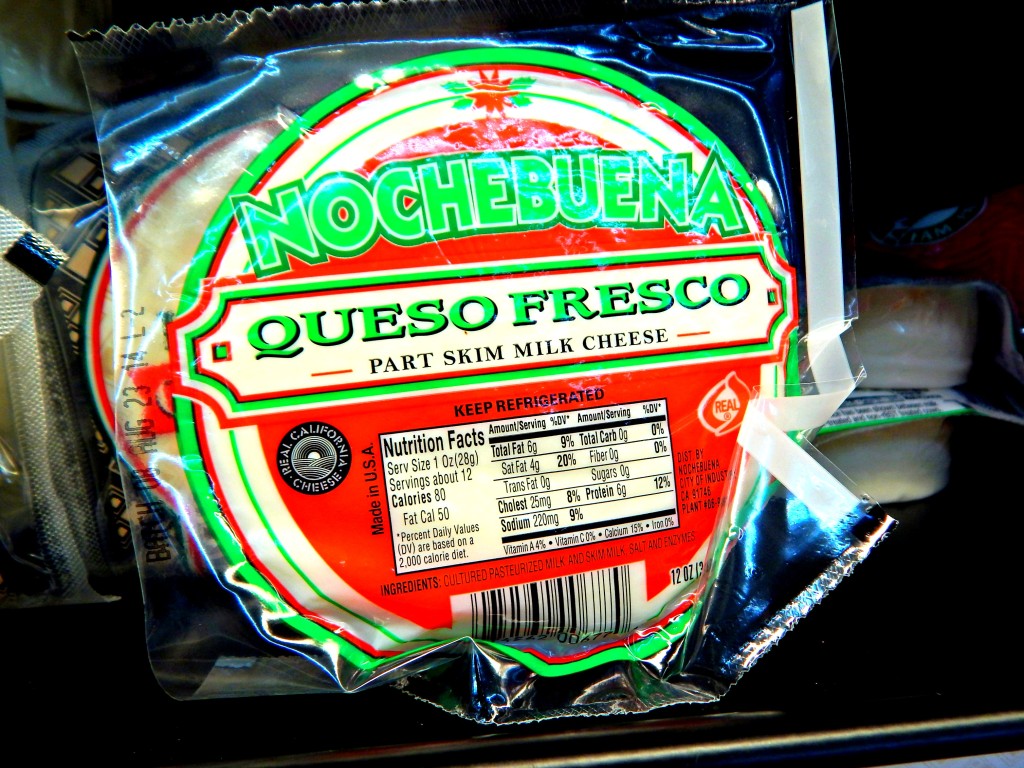 NOCHEBUENA
QUESO FRESCO
PART SKIM MILK CHEESE
KEEP REFRIGERATED
REAL CALIFORNIA CHEESE
Made in U.S.A.
Nutrition Facts
Serv Size 1 Oz (28g)
Servings about 12
Calories 80
Fat Cal 50
*Percent Daily Values
(DV) are based on a
2,000 calorie diet.
Amount/Serving %DV* Amount/Serving %DV*
Total Fat 6g 9% Total Carb 0g 0%
Sat Fat 4g 20% Fiber 0g 0%
Trans Fat 0g Sugars 0g
Cholest 25mg 8% Protein 6g 12%
Sodium 220mg 9%
Vitamin A 4% • Vitamin C 0% • Calcium 15% • Iron 0%
REAL
DIST. BY
NOCHEBUENA
CITY OF
CA 91746
PLANT
INGREDIENTS: CULTURED PASTEURIZED MILK AND SKIM MILK, SALT AND ENZYMES
12 OZ
23 14 L 2